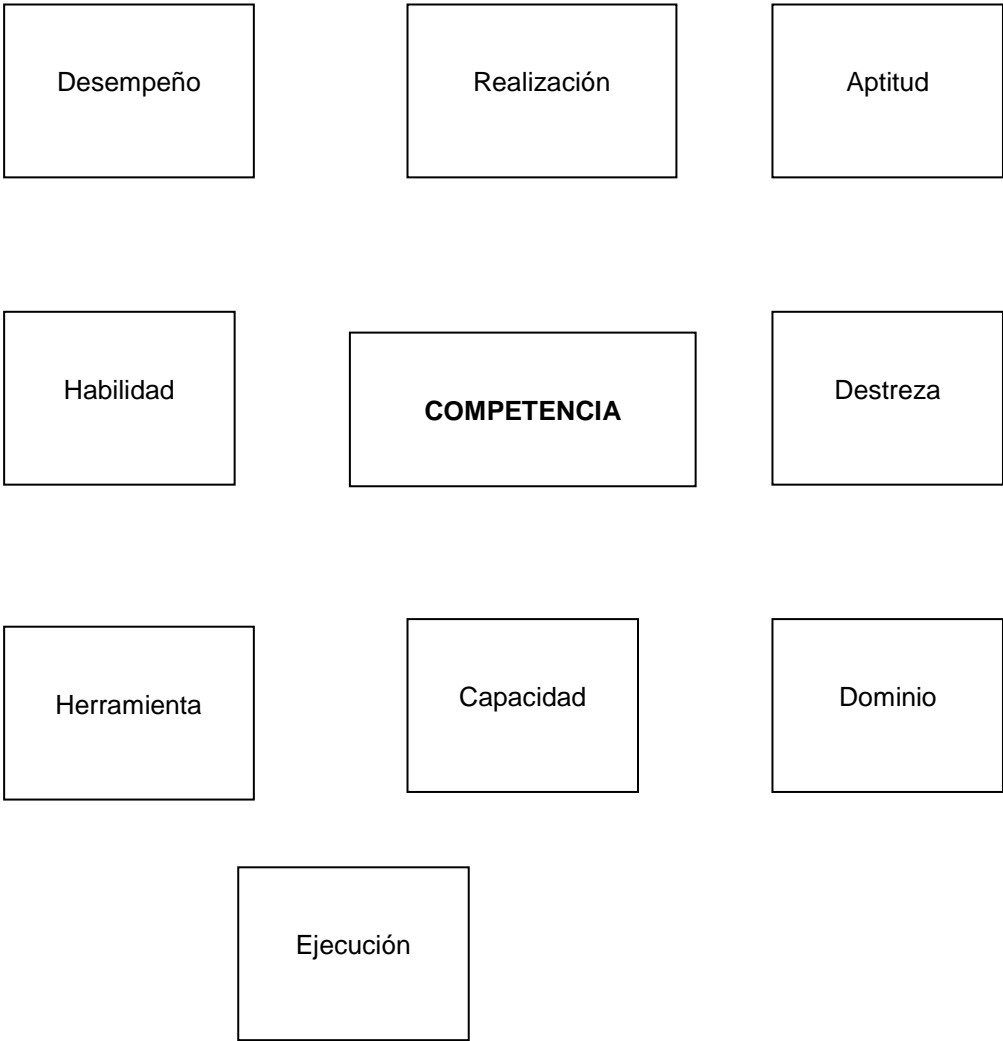 Desempeño
Realización
Aptitud
Habilidad
COMPETENCIA
Destreza
Herramienta
Capacidad
Dominio
Ejecución